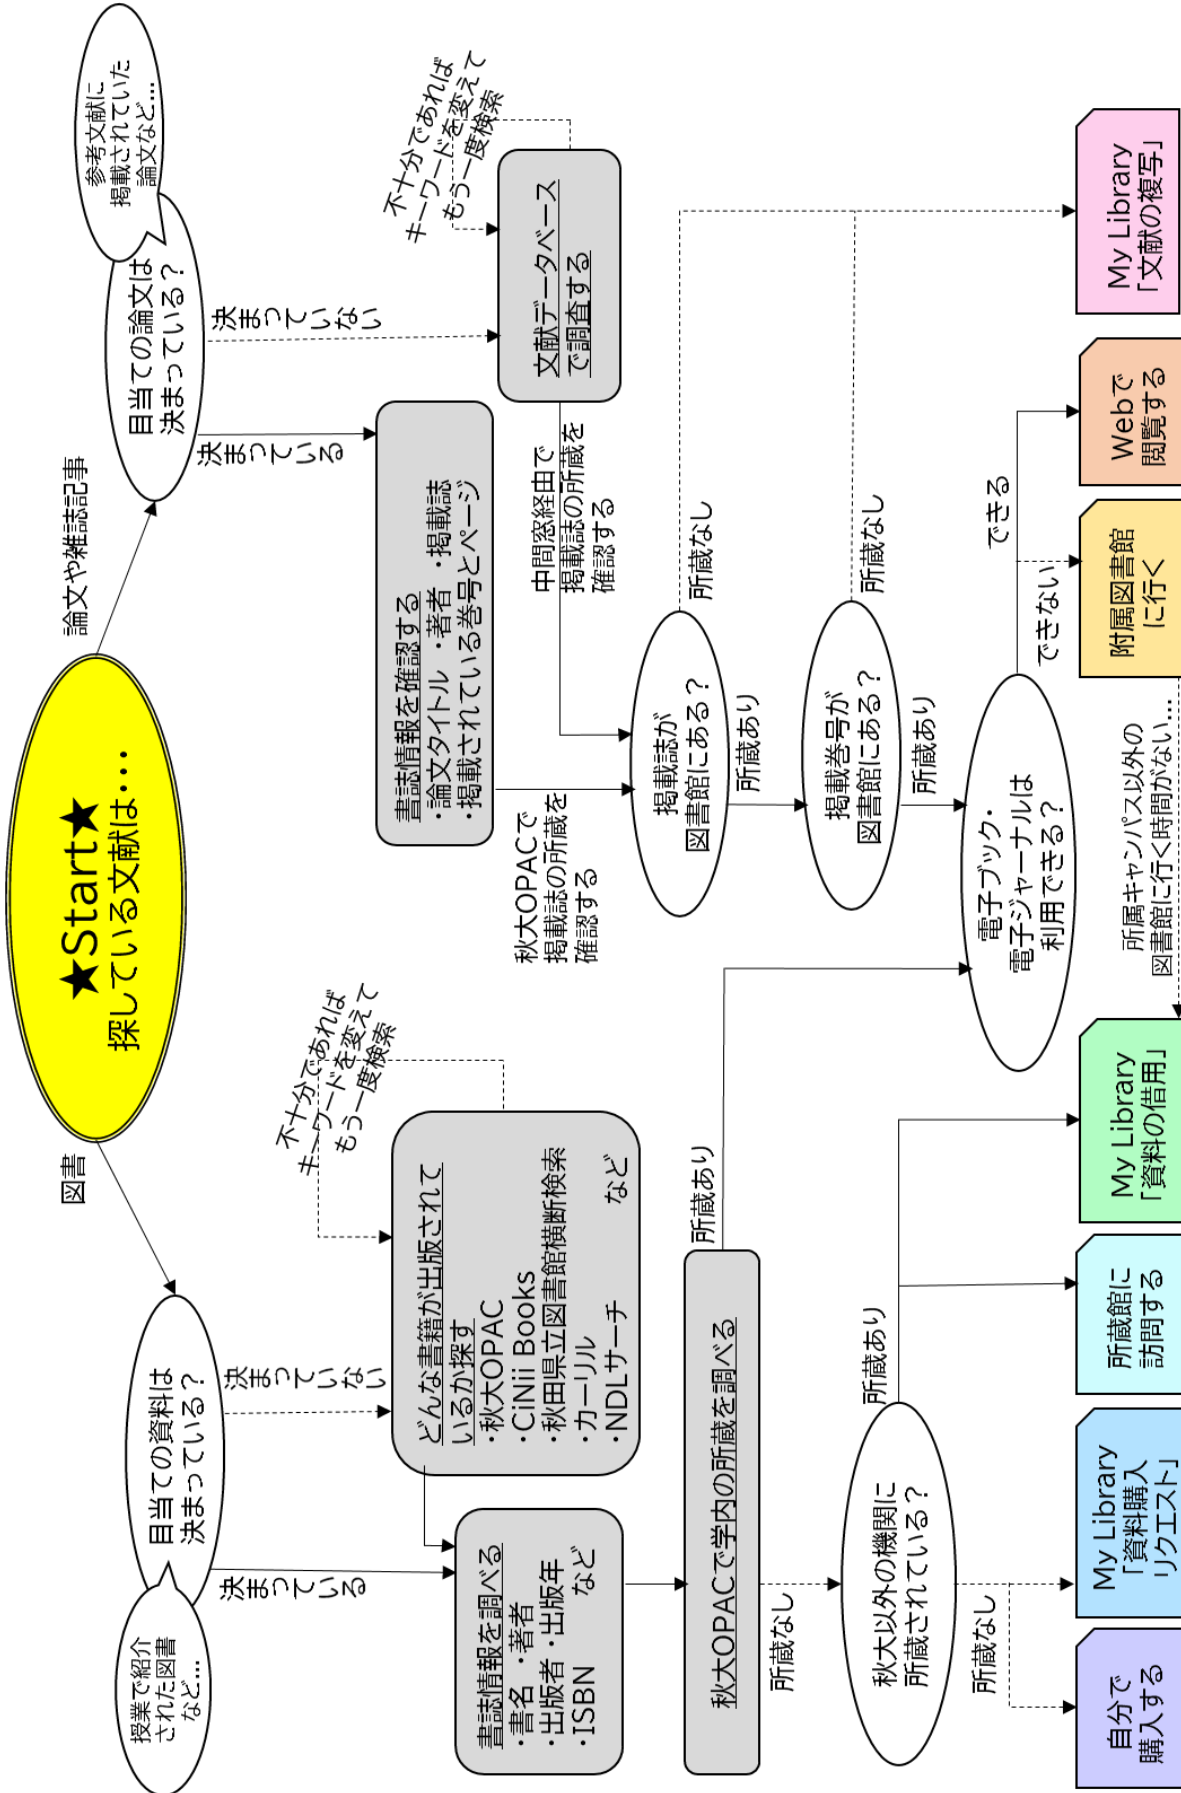 ★Start★
探している文献は…
図書
論文や雑誌記事
授業で紹介
された図書
など…
目当ての資料は
決まっている？
決まっている
決まっていない
どんな書籍が出版されて
いるか探す
・秋大OPAC
・CiNii Books
・秋田県立図書館横断検索
・カーリル
・NDLサーチ　など
不十分であれば
キーワードを変えて
もう一度検索
書誌情報を調べる
・書名　・著者
・出版者・出版年
・ISBN　など
秋大OPACで学内の所蔵を調べる
所蔵あり
所蔵なし
秋大以外の機関に
所蔵されている？
所蔵あり
所蔵なし
参考文献に
掲載されていた
論文など…
目当ての論文は
決まっている？
決まっている
決まっていない
書誌情報を確認する
・論文タイトル　・著者　・掲載誌
・掲載されている巻号とページ
文献データベース
で調査する
不十分であれば
キーワードを変えて
もう一度検索
秋大OPACで
掲載誌の所蔵を
確認する
中間窓経由で
掲載誌の所蔵を
確認する
掲載誌が
図書館にある？
所蔵あり
所蔵なし
掲載巻号が
図書館にある？
所蔵あり
所蔵なし
電子ブック・
電子ジャーナルは
利用できる？
できる
できない
所属キャンパス以外の
図書館に行く時間がない…
自分で
購入する
My Library
「資料購入
リクエスト」
所蔵館に
訪問する
My Library
「資料の借用」
附属図書館
に行く
Webで
閲覧する
My Library
「文献の複写」